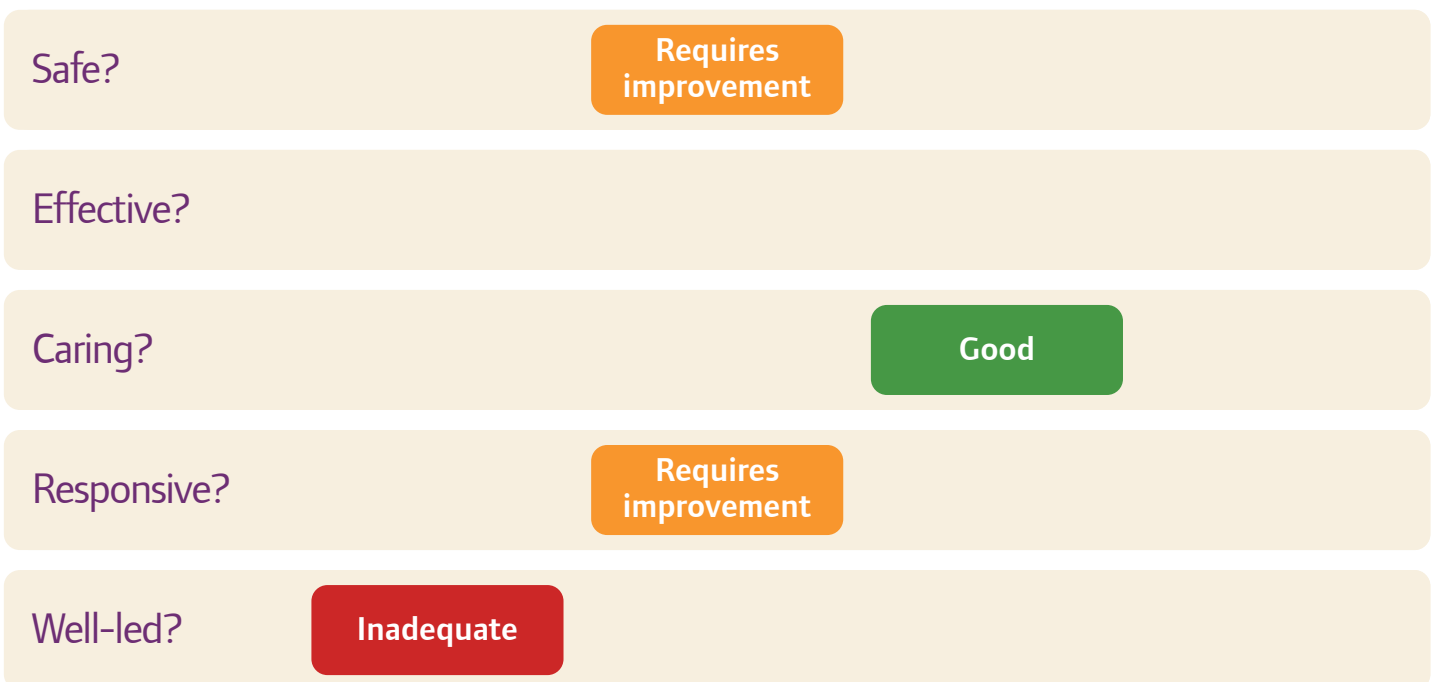 Safe?
Requires
improvement
Effective?
Caring?
Good
Responsive?
Requires
improvement
Well-led?
Inadequate